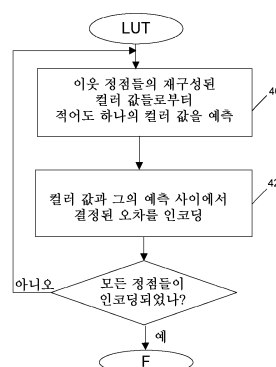 LUT
이웃 정점들의 재구성된
컬러 값들로부터
적어도 하나의 컬러 값을 예측
컬러 값과 그의 예측 사이에서
결정된 오차를 인코딩
42
모든 정점들이
인코딩되었나?
아니오
예
F